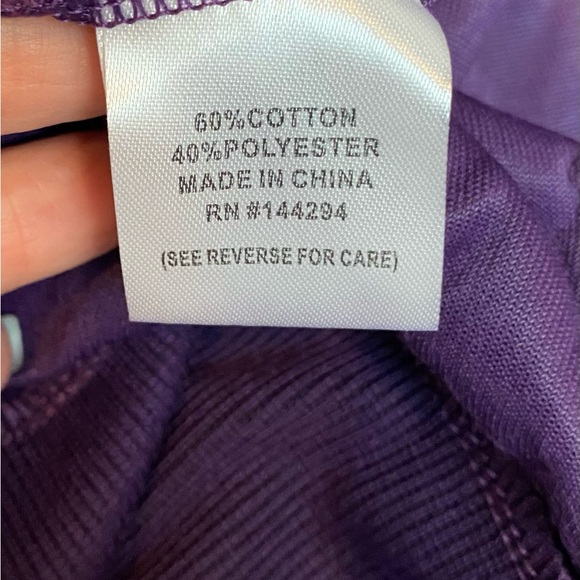 60%COTTON
40%POLYESTER
MADE IN CHINA
RN #144294
(SEE REVERSE FOR CARE)